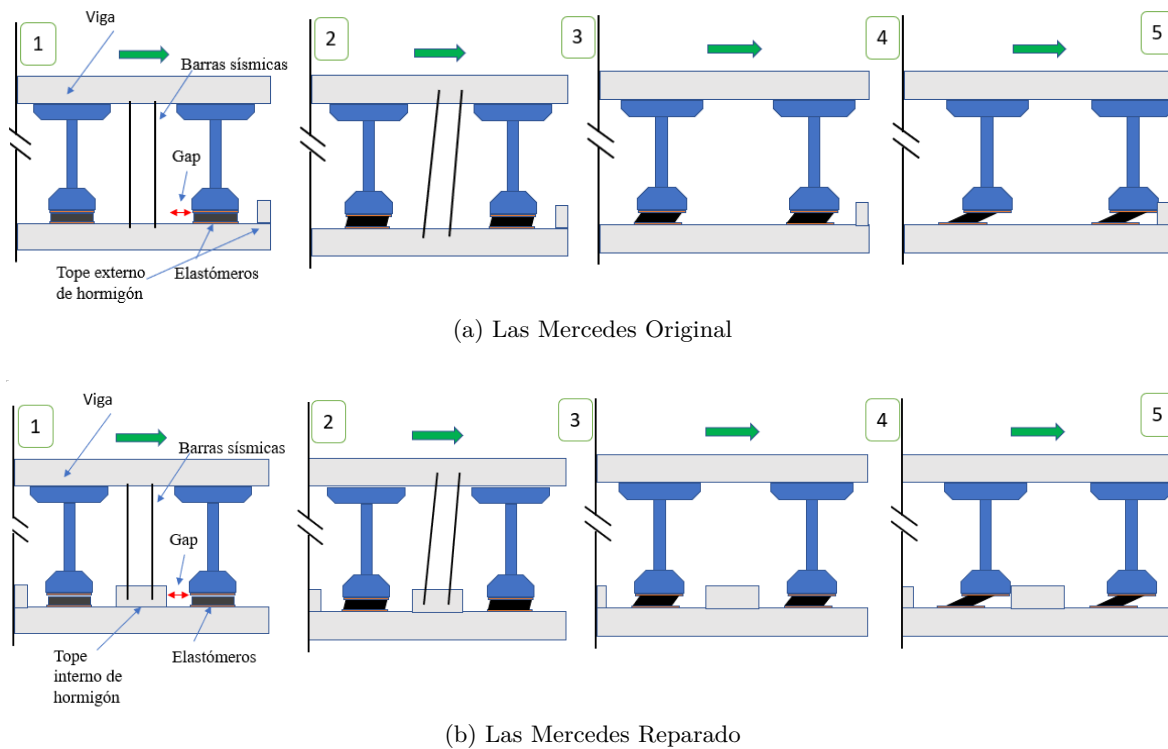 Viga
1
Barras sísmicas
Gap
Tope externo
de hormigón
Elastómeros
2
3
4
5
(a) Las Mercedes Original
Viga
1
Barras sísmicas
Gap
Tope
interno de
hormigón
Elastómeros
2
3
4
5
(b) Las Mercedes Reparado